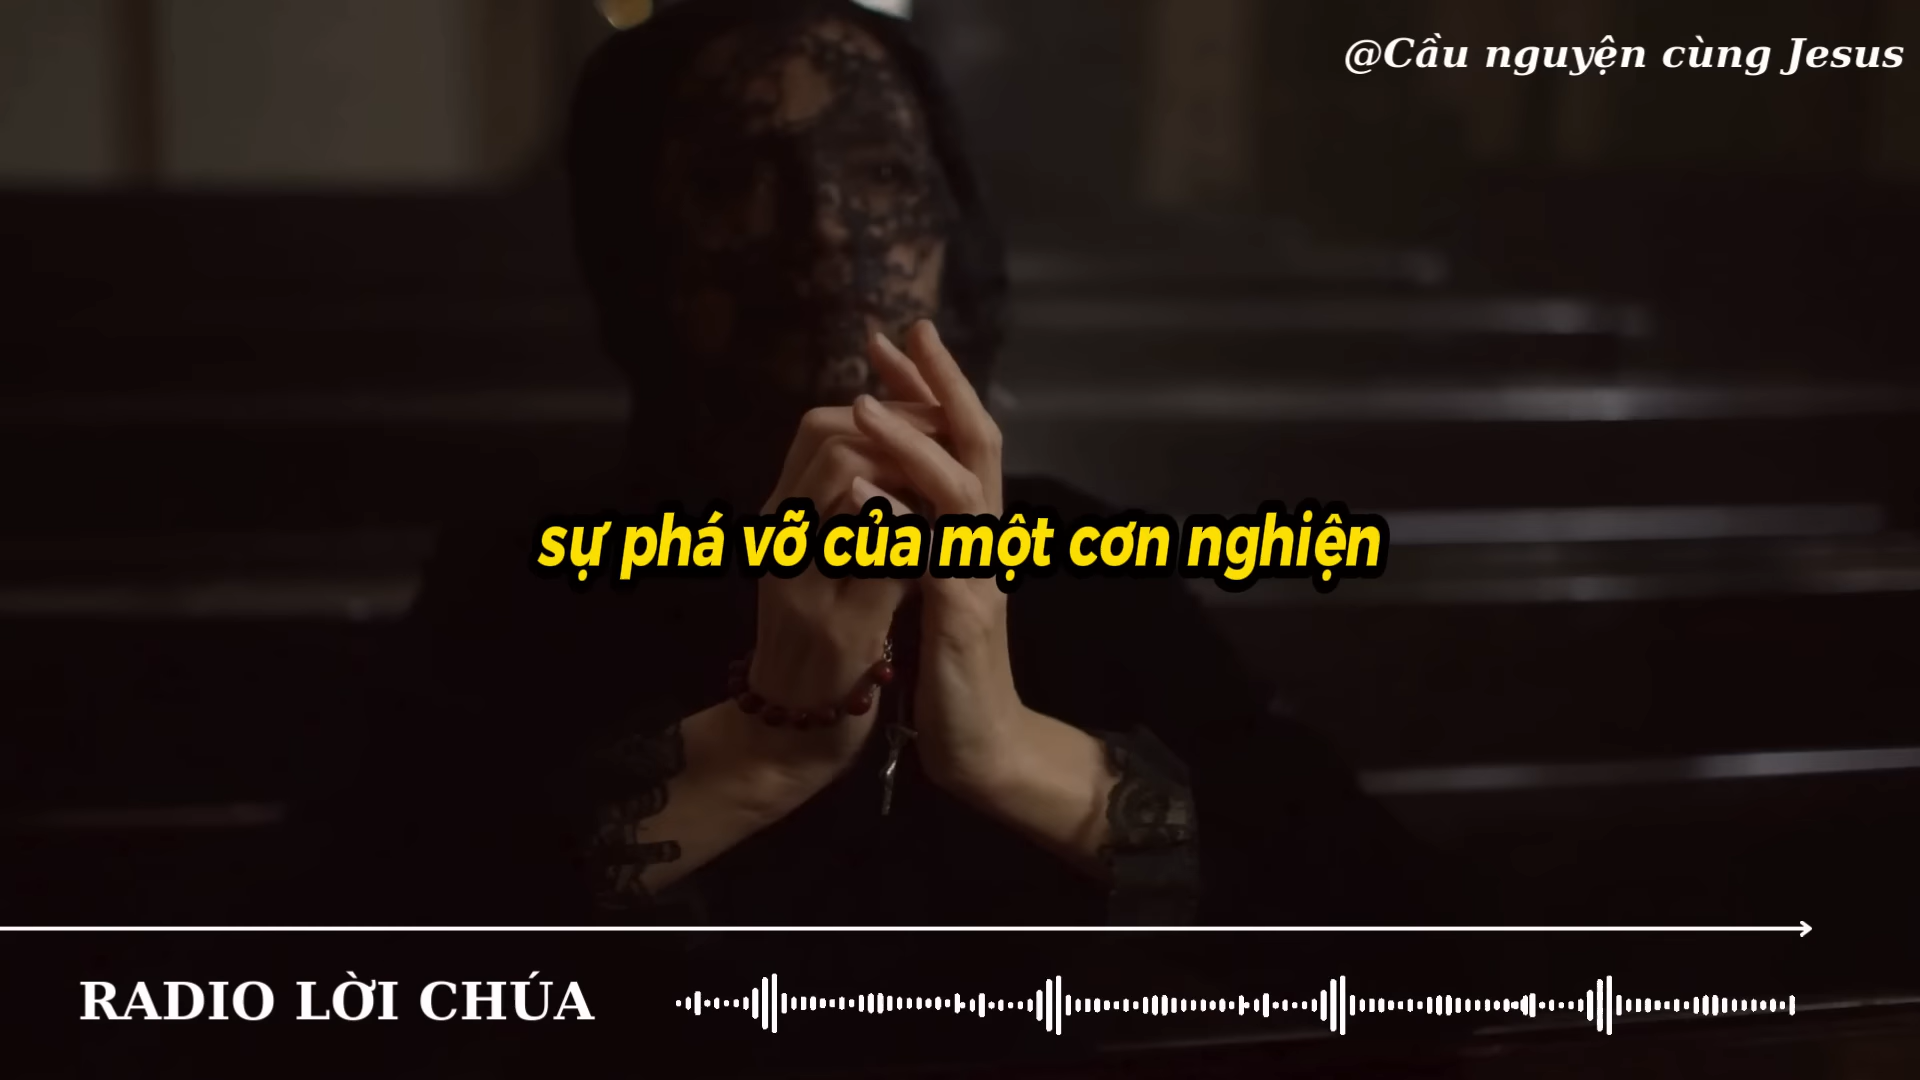 @Cầu nguyện cùng Jesus
sự phá vỡ của một cơn nghiện
RADIO LỜI CHÚA